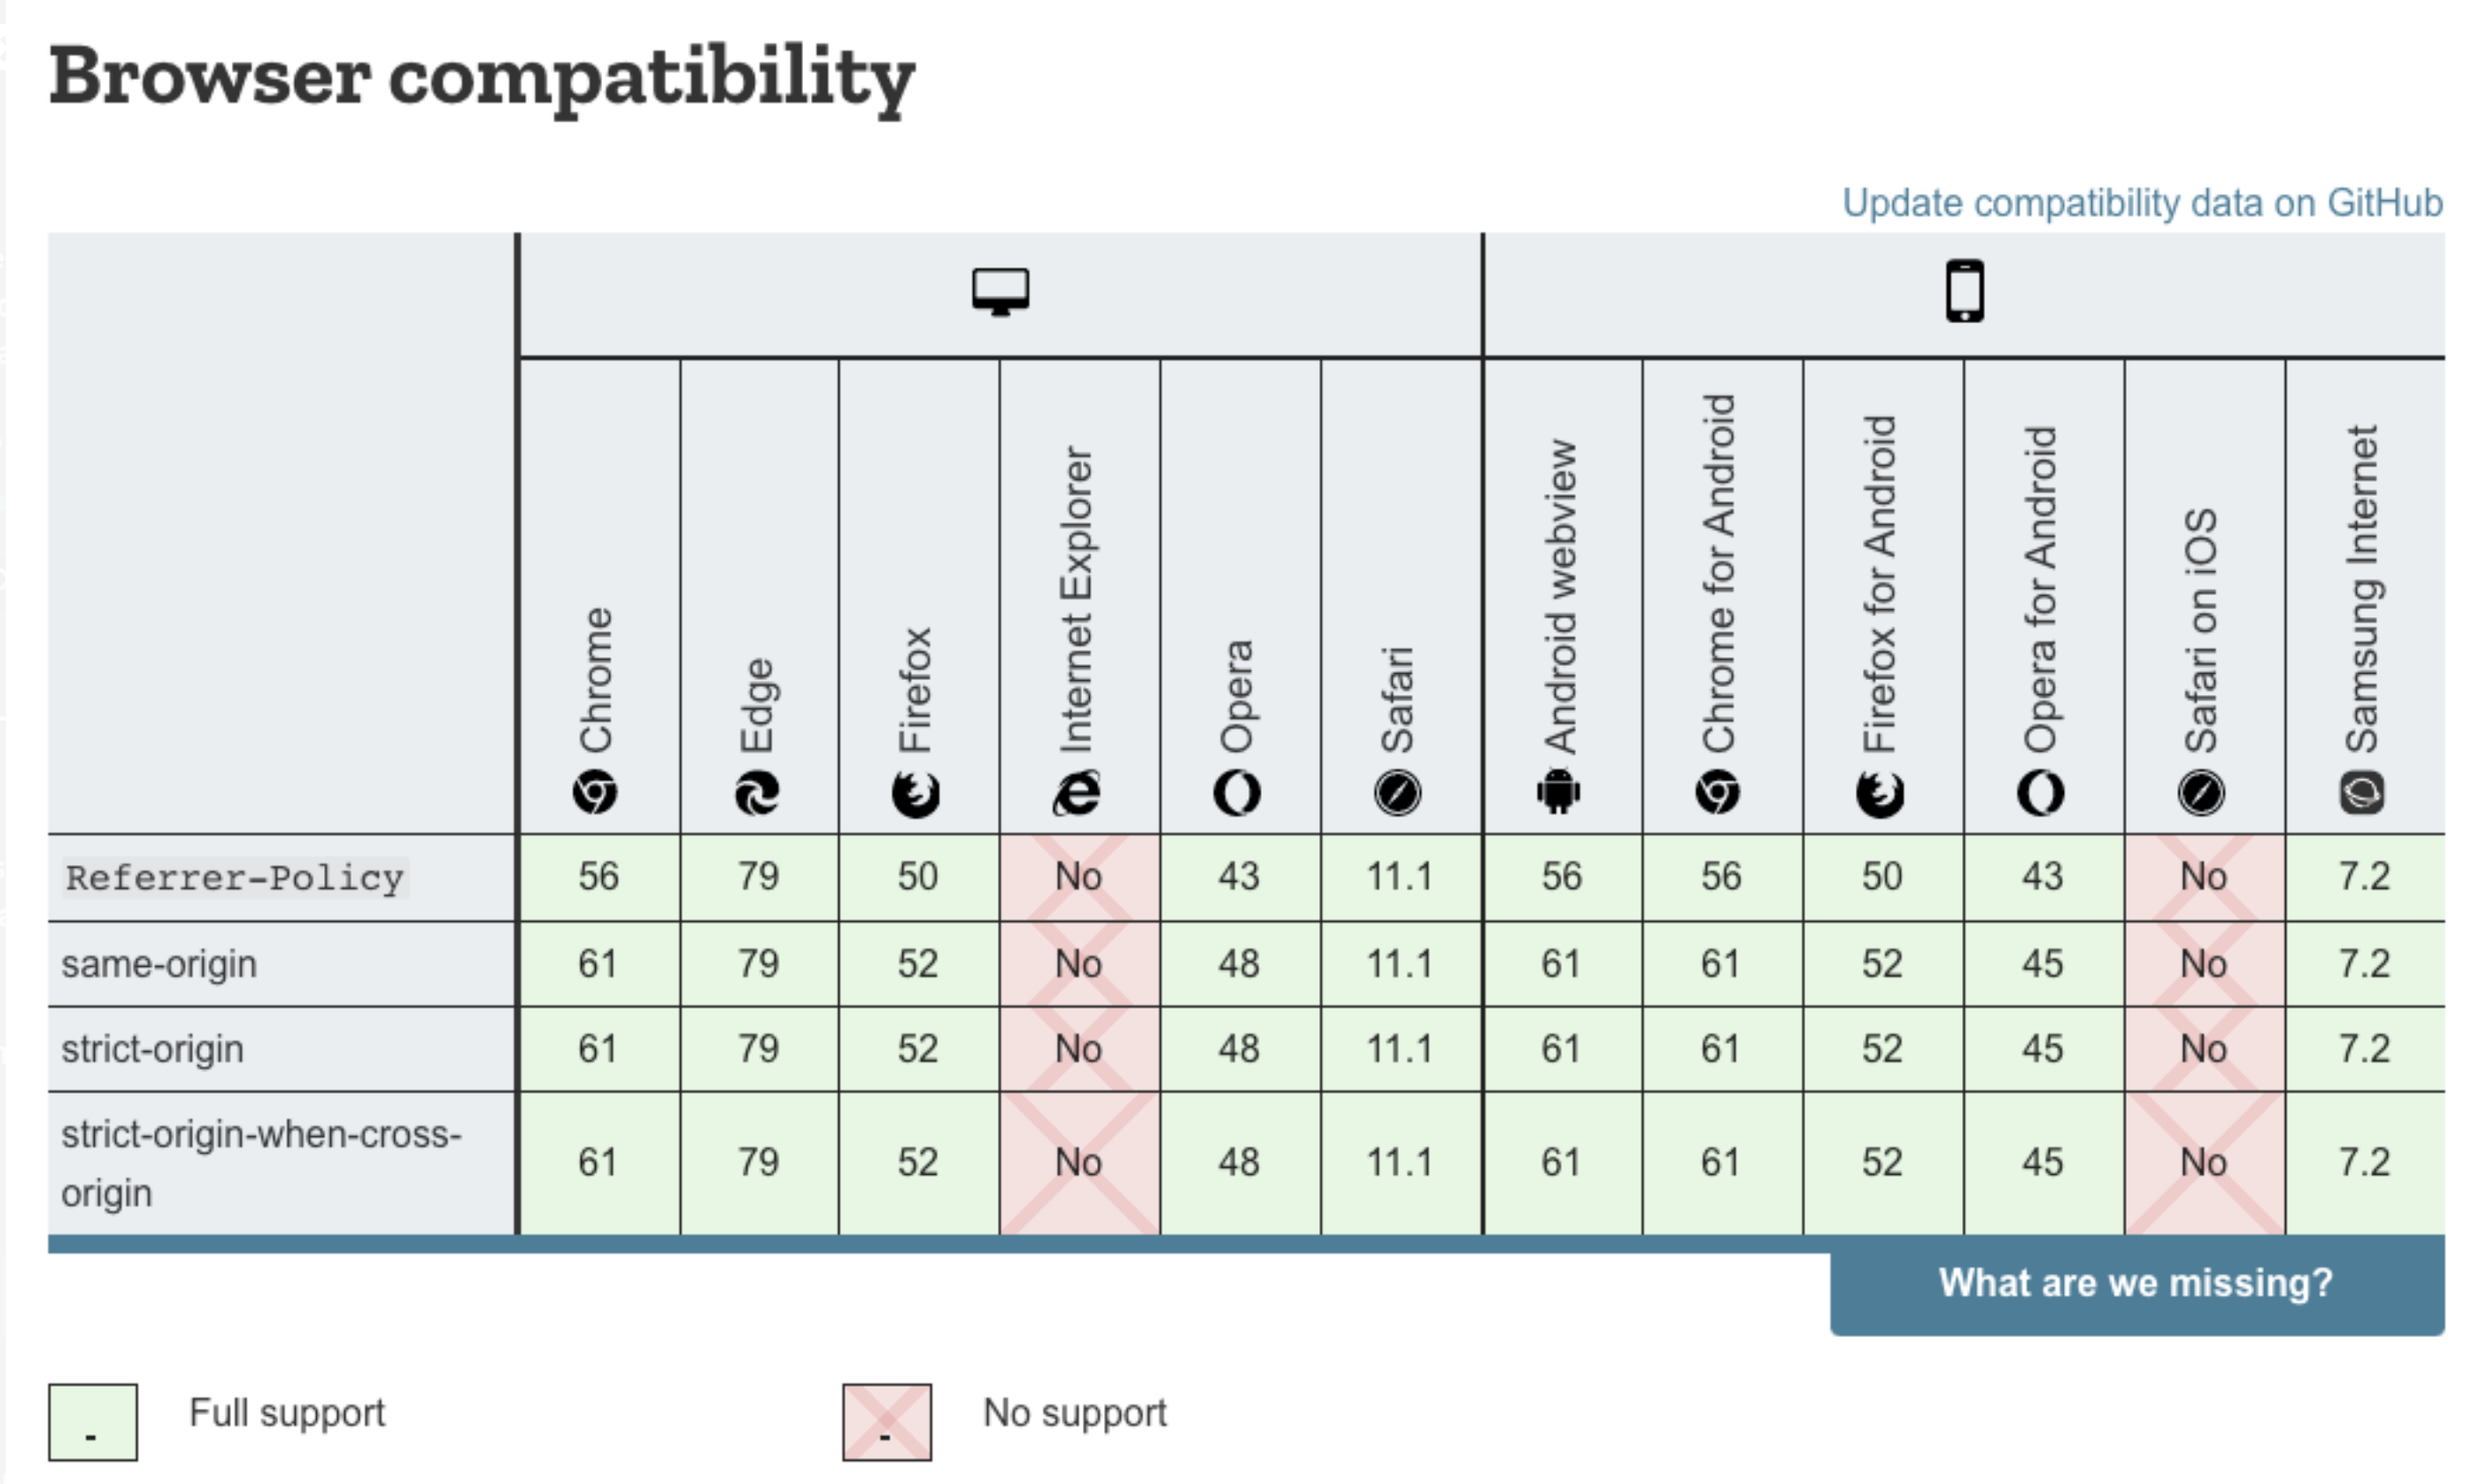 Browser compatibility
Update compatibility data on GitHub
Chrome
Edge
Firefox
Internet Explorer
Opera
Safari
Android webview
Chrome for Android
Firefox for Android
Opera for Android
Safari on iOS
Samsung Internet
Referrer-Policy 56 79 50 No 43 11.1 56 56 50 43 No 7.2
same-origin 61 79 52 No 48 11.1 61 61 52 45 No 7.2
strict-origin 61 79 52 No 48 11.1 61 61 52 45 No 7.2
strict-origin-when-cross-
origin 61 79 52 No 48 11.1 61 61 52 45 No 7.2
What are we missing?
- Full support
- No support